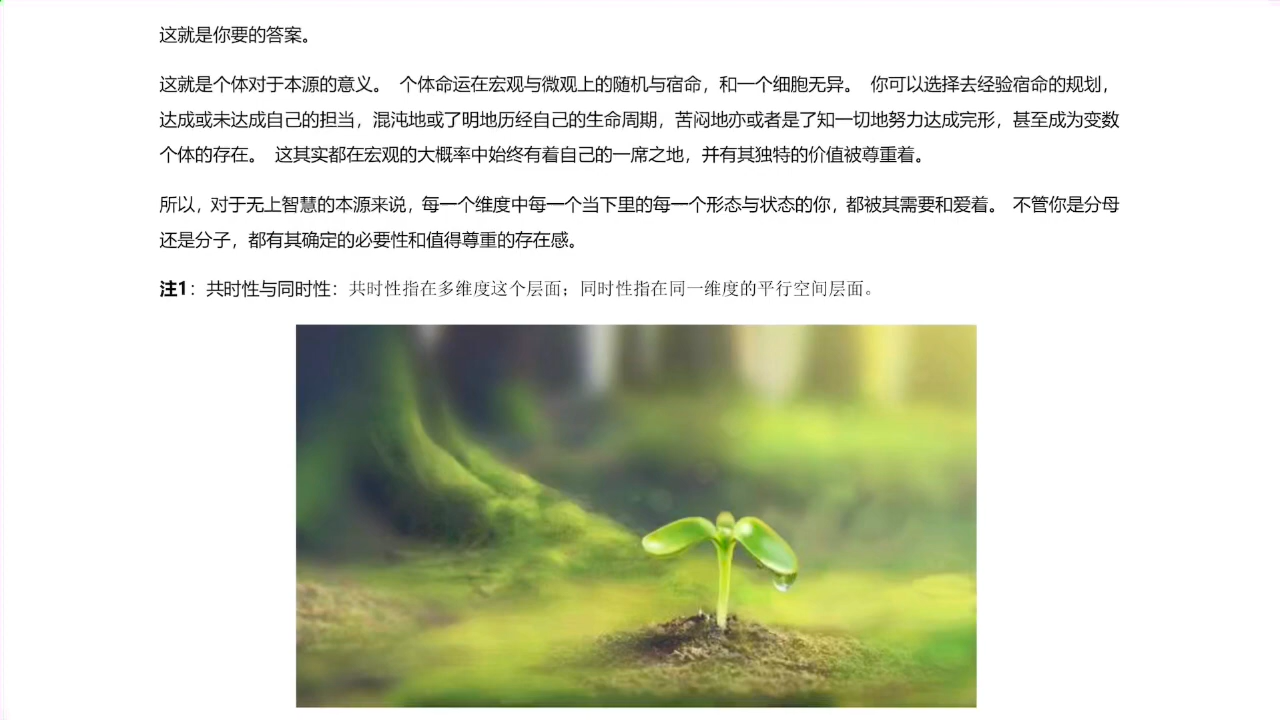 这就是你要的答案。
这就是个体对于本源的意义。 个体命运在宏观与微观上的随机与宿命，和一个细胞无异。 你可以选择去经验宿命的规划，
达成或未达成自己的担当，混沌地或了明地历经自己的生命周期，苦闷地亦或者是了知一切地努力达成完形，甚至成为变数
个体的存在。 这其实都在宏观的大概率中始终有着自己的一席之地，并有其独特的价值被尊重着。
所以，对于无上智慧的本源来说，每一个维度中每一个当下里的每一个形态与状态的你，都被其需要和爱着。 不管你是分母
还是分子，都有其确定的必要性和值得尊重的存在感。
注1：共时性与同时性：共时性指在多维度这个层面；同时性指在同一维度的平行空间层面。